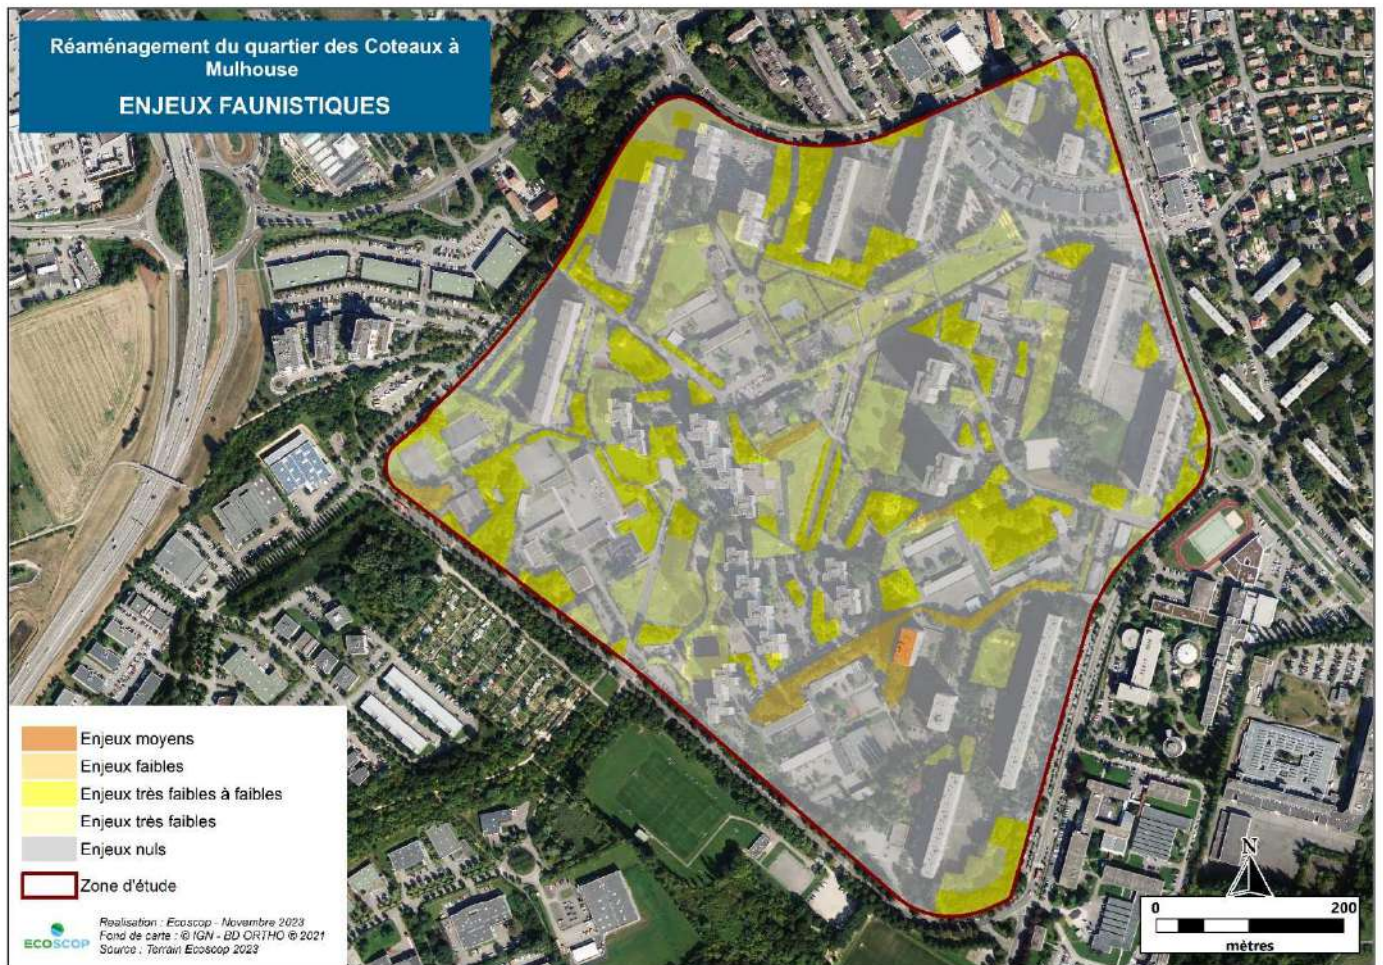 Réaménagement du quartier des Coteaux à
Mulhouse
ENJEUX FAUNISTIQUES
Enjeux moyens
Enjeux faibles
Enjeux très faibles à faibles
Enjeux très faibles
Enjeux nuls
Zone d'étude
ECOSCOP
Realisation : Ecoscop - Novembre 2023
Fond de carte : © IGN - BD ORTHO © 2021
Source : Terrain Ecoscop 2023
N
0 200
mètres